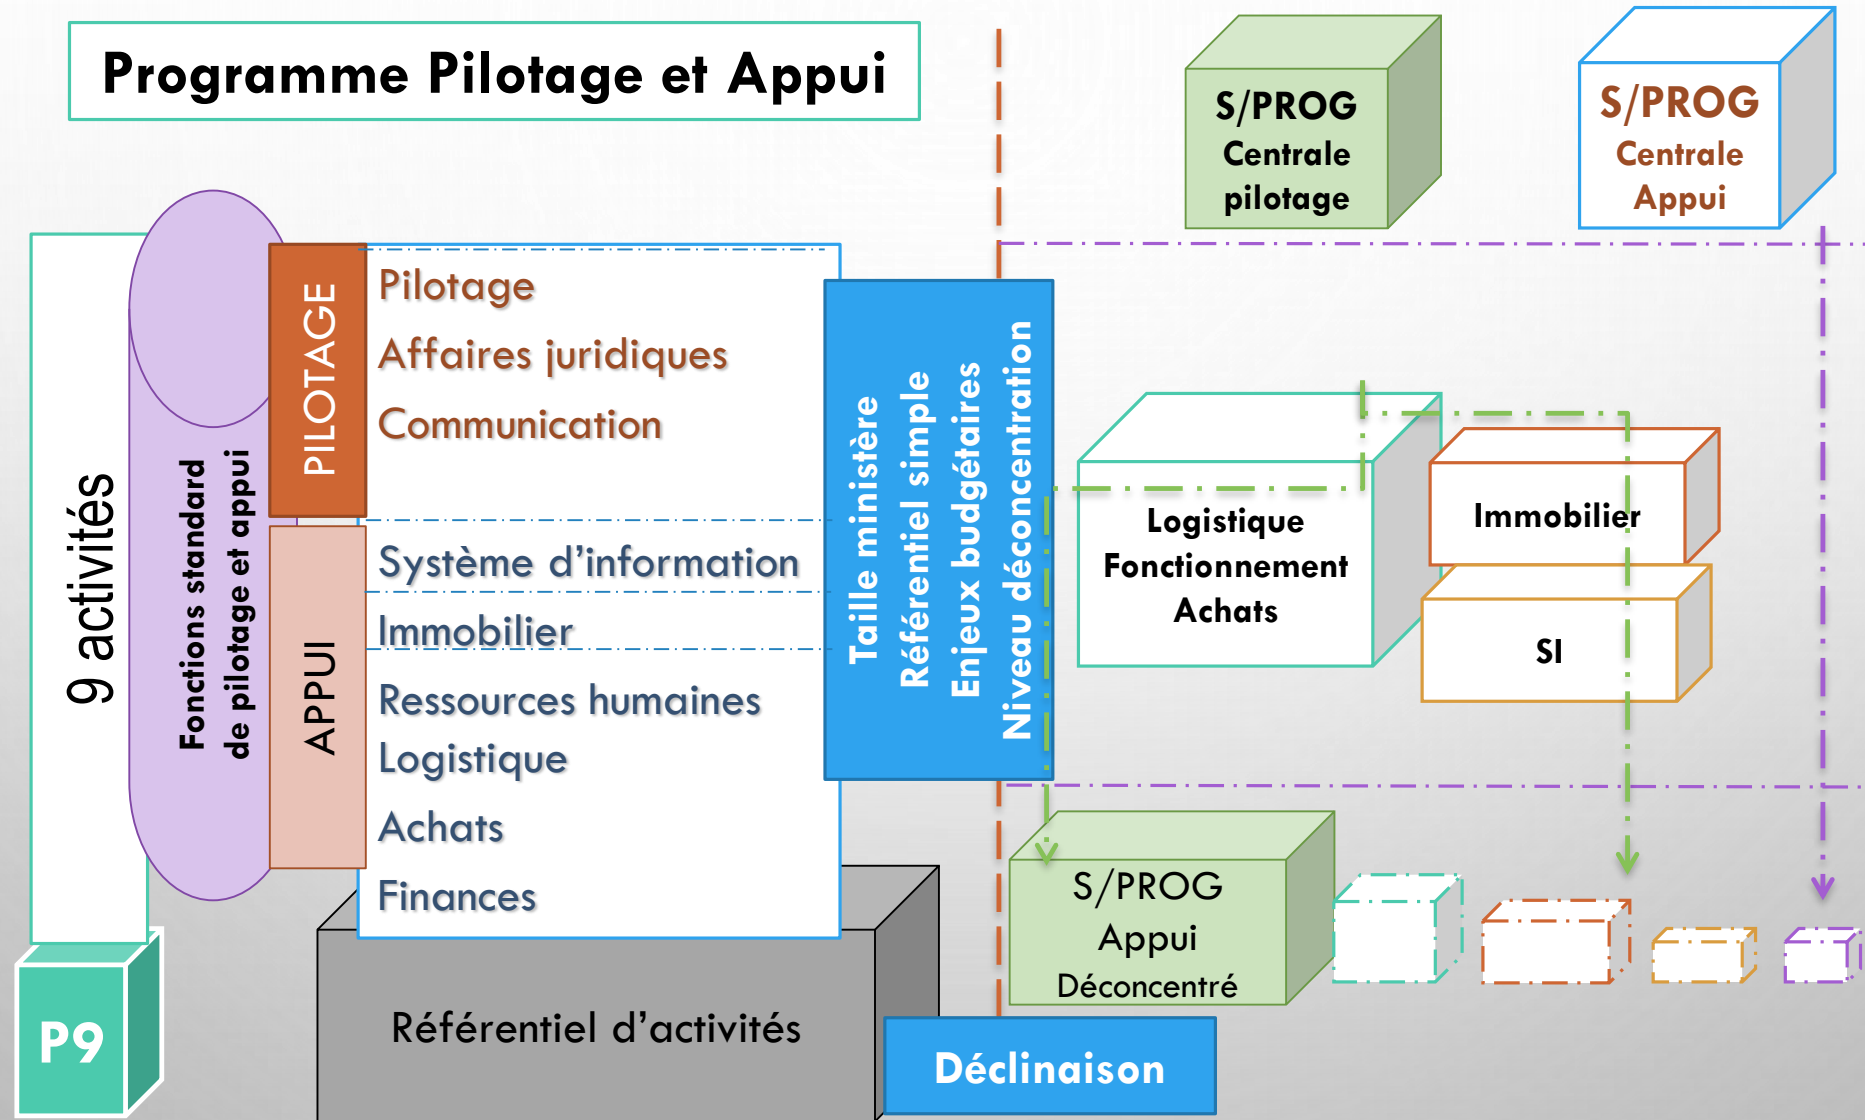 Programme Pilotage et Appui
9 activités
Fonctions standard
de pilotage et appui
PILOTAGE
Pilotage
Affaires juridiques
Communication
APPUI
Système d'information
Immobilier
Ressources humaines
Logistique
Achats
Finances
P9
Référentiel d'activités
Taille ministère
Référentiel simple
Enjeux budgétaires
Niveau déconcentration
Déclinaison
S/PROG
Centrale
pilotage
S/PROG
Centrale
Appui
Logistique
Fonctionnement
Achats
Immobilier
SI
S/PROG
Appui
Déconcentré